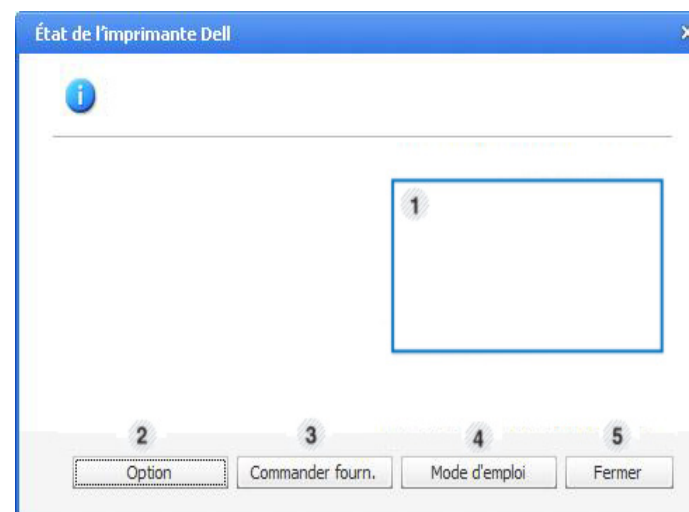 État de l'imprimante Dell
1
2 3 4 5
Option Commander fourn. Mode d'emploi Fermer